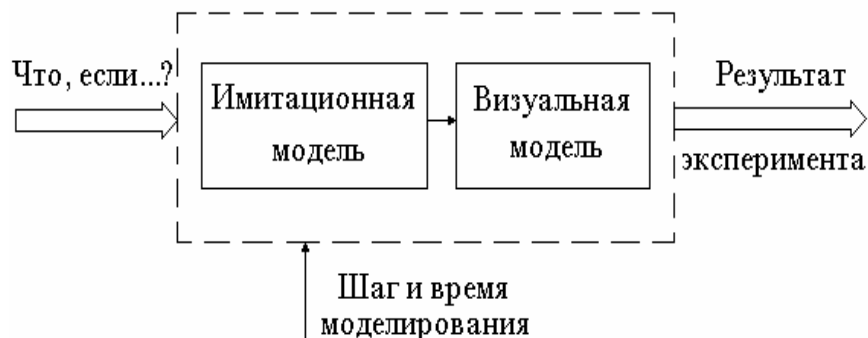 Что, если...?
Имитационная
модель
Визуальная
модель
Результат
эксперимента
Шаг и время
моделирования